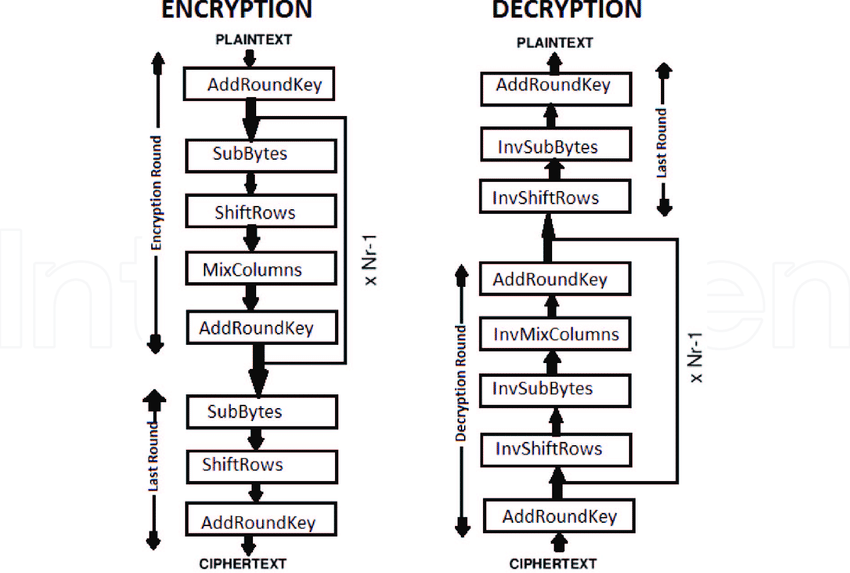 ENCRYPTION
PLAINTEXT
AddRoundKey
SubBytes
ShiftRows
MixColumns
AddRoundKey
SubBytes
ShiftRows
AddRoundKey
CIPHERTEXT
Encryption Round
Last Round
x Nr-1
DECRYPTION
PLAINTEXT
AddRoundKey
InvSubBytes
InvShiftRows
AddRoundKey
InvMixColumns
InvSubBytes
InvShiftRows
AddRoundKey
CIPHERTEXT
Last Round
Decryption Round
x Nr-1